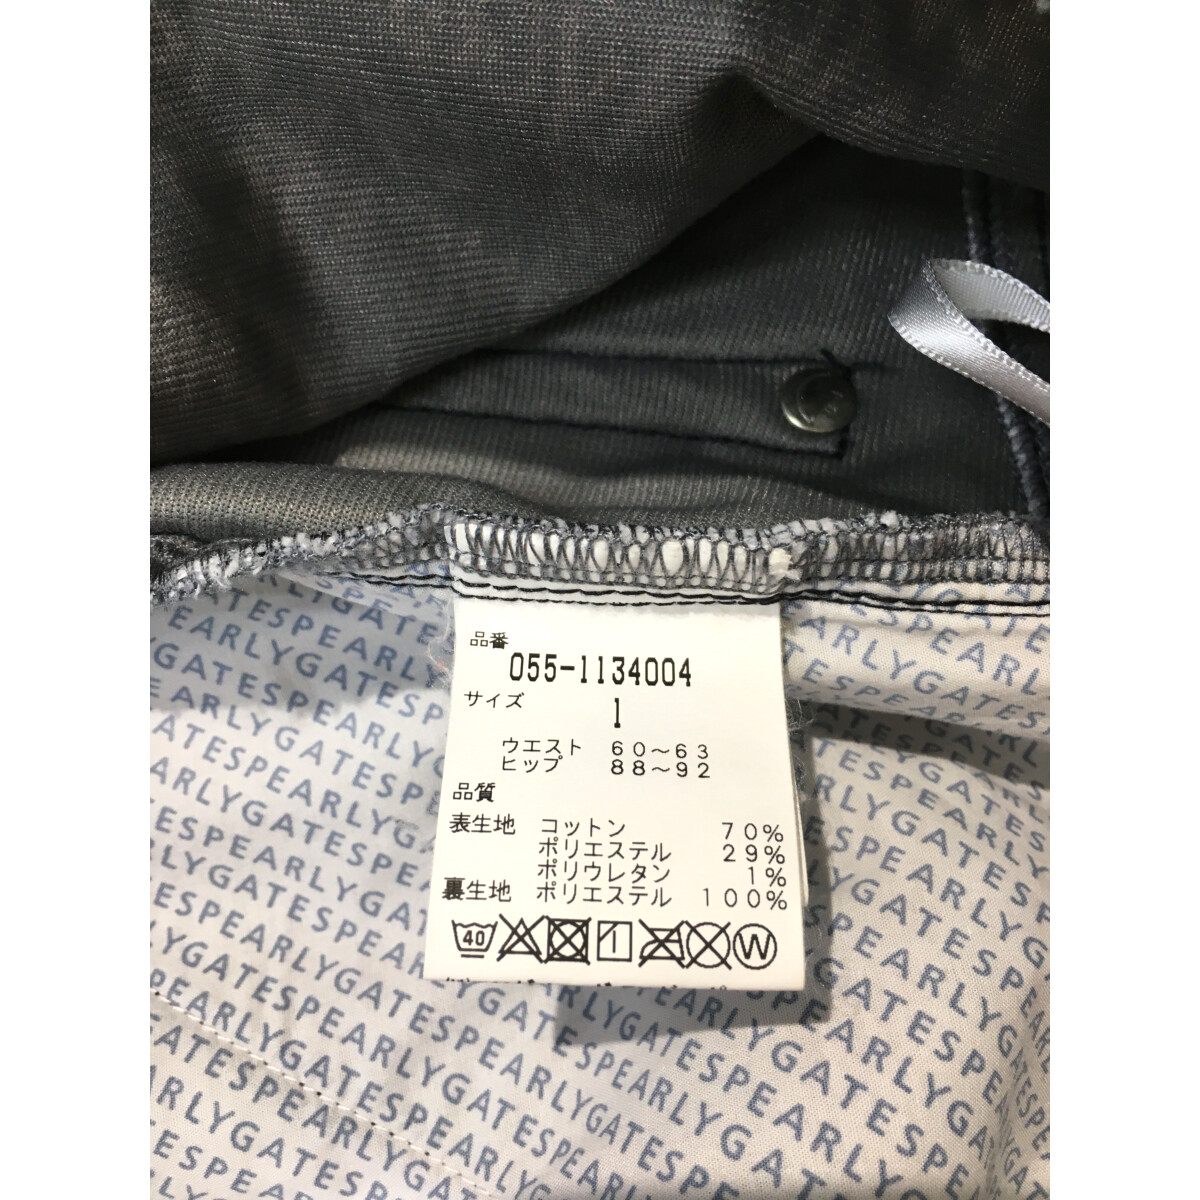 品番
055-1134004
サイズ
1
ウエスト 60～63
ヒップ 88～92
品質
表生地 コットン 70%
ポリエステル 29%
ポリウレタン 1%
裏生地 ポリエステル 100%
40 W
PEARLYGATESPEARLYGATES